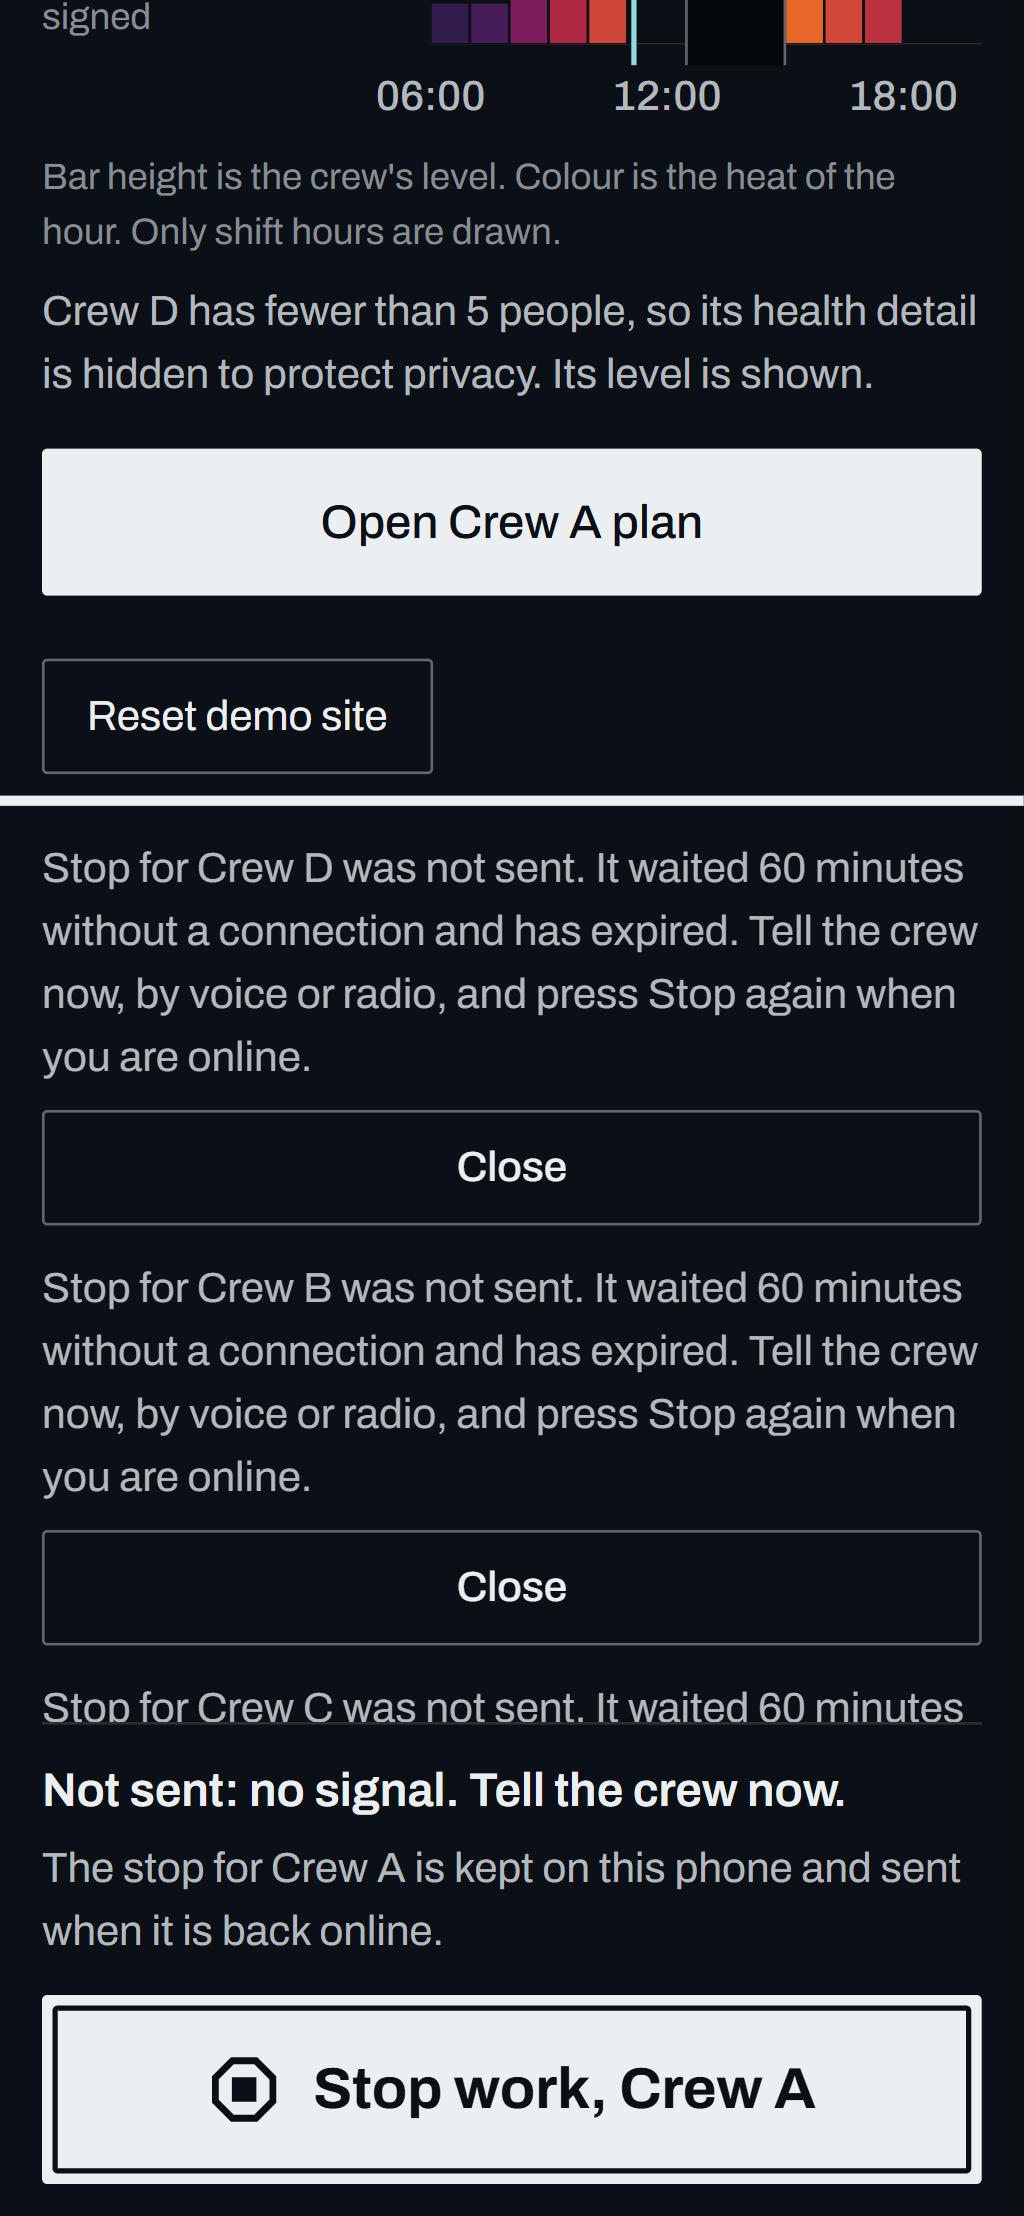 signed
06:00 12:00 18:00
Bar height is the crew's level. Colour is the heat of the
hour. Only shift hours are drawn.
Crew D has fewer than 5 people, so its health detail
is hidden to protect privacy. Its level is shown.
Open Crew A plan
Reset demo site
Stop for Crew D was not sent. It waited 60 minutes
without a connection and has expired. Tell the crew
now, by voice or radio, and press Stop again when
you are online.
Close
Stop for Crew B was not sent. It waited 60 minutes
without a connection and has expired. Tell the crew
now, by voice or radio, and press Stop again when
you are online.
Close
Stop for Crew C was not sent. It waited 60 minutes
Not sent: no signal. Tell the crew now.
The stop for Crew A is kept on this phone and sent
when it is back online.
Stop work, Crew A